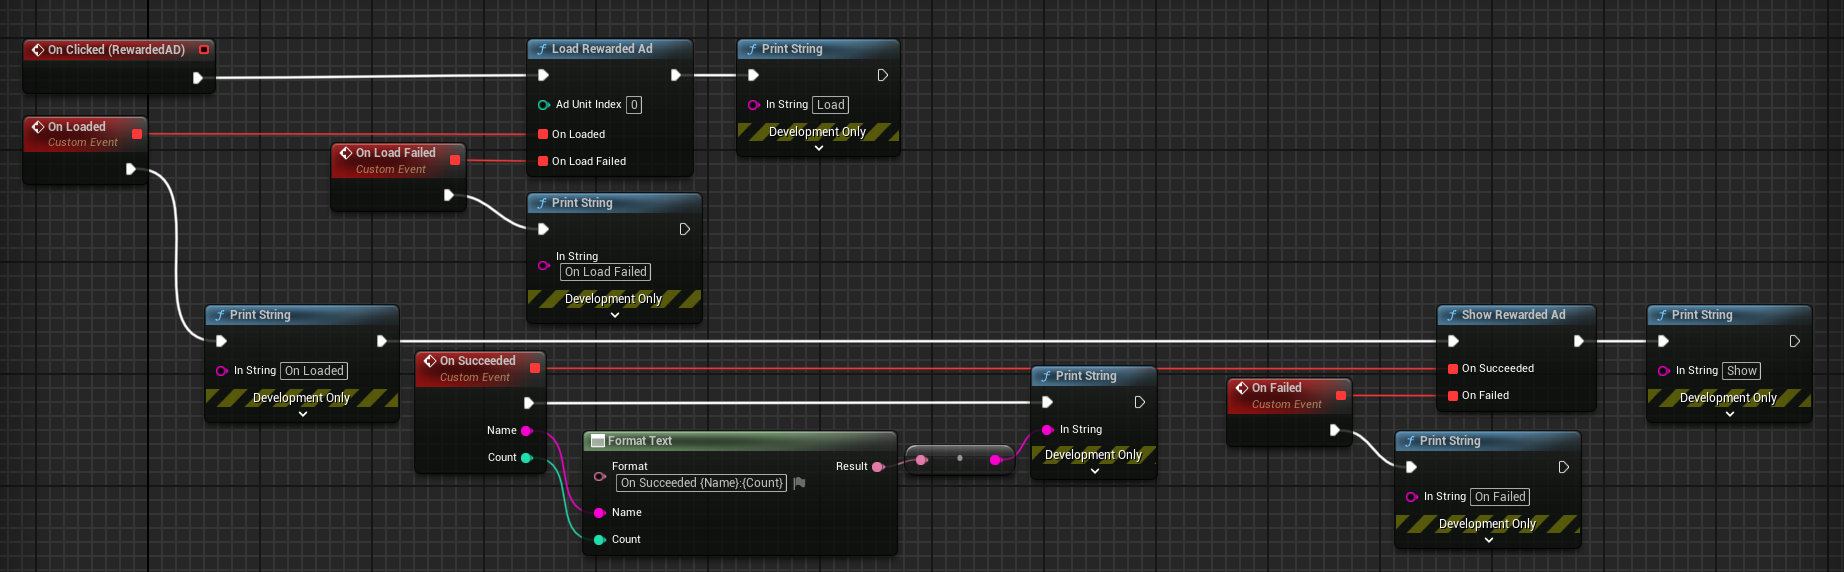 On Clicked (RewardedAD)
Load Rewarded Ad
Ad Unit Index 0
On Loaded
On Load Failed
Print String
In String Load
Development Only
On Loaded
Custom Event
On Load Failed
Custom Event
Print String
In String
On Load Failed
Development Only
Print String
In String On Loaded
Development Only
On Succeeded
Custom Event
Name
Count
Format Text
Format
On Succeeded {Name}:{Count}
Result
Name
Count
Print String
In String
Development Only
On Failed
Custom Event
Show Rewarded Ad
On Succeeded
On Failed
Print String
In String Show
Development Only
Print String
In String On Failed
Development Only